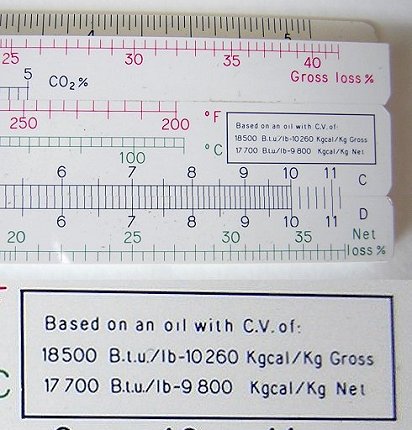 4 5
25 30 35 40
Gross loss %
5 CO₂%
250 200 °F
100 °C
Based on an oil with C.V. of:
18500 B.t.u/lb-10260 Kgcal/Kg Gross
17700 B.t.u/lb-9800 Kgcal/Kg Net
6 7 8 9 10 11 C
6 7 8 9 10 11 D
20 25 30 35 Net
loss %
Based on an oil with C.V. of:
18500 B.t.u./lb-10260 Kgcal/Kg Gross
17700 B.t.u./lb-9800 Kgcal/Kg Net